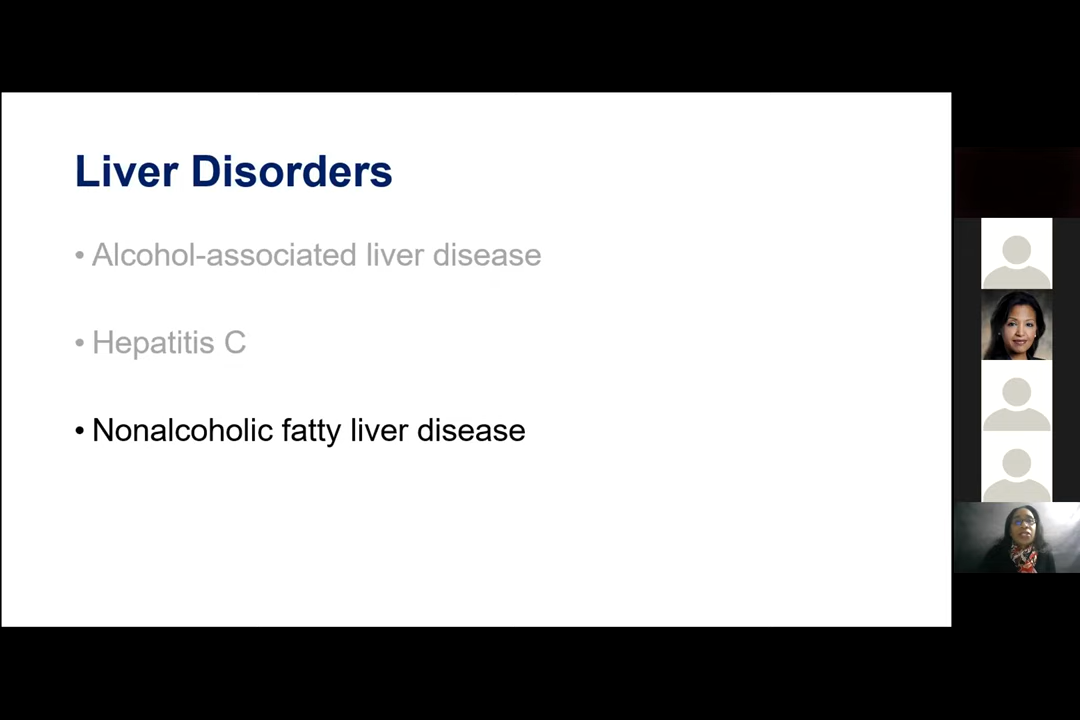 Liver Disorders
• Alcohol-associated liver disease
• Hepatitis C
• Nonalcoholic fatty liver disease